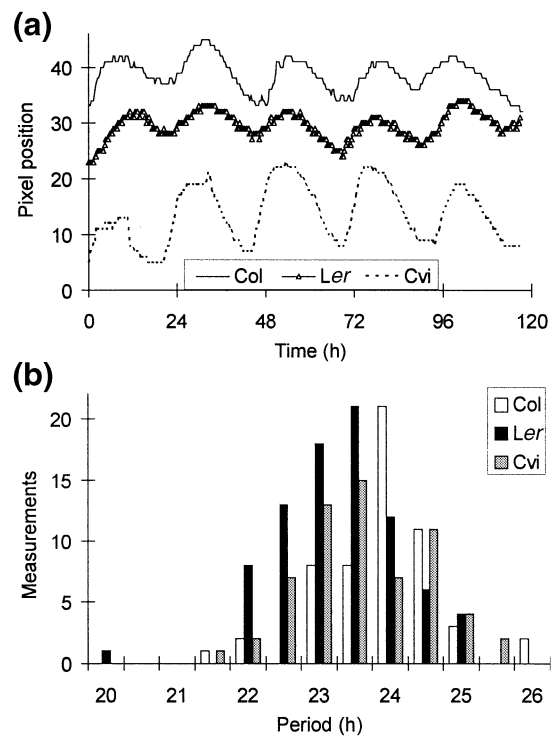 (a)
Pixel position
40
30
20
10
0
Col Ler Cvi
0 24 48 72 96 120
Time (h)
(b)
Col
Ler
Cvi
Measurements
20
15
10
5
0
20 21 22 23 24 25 26
Period (h)